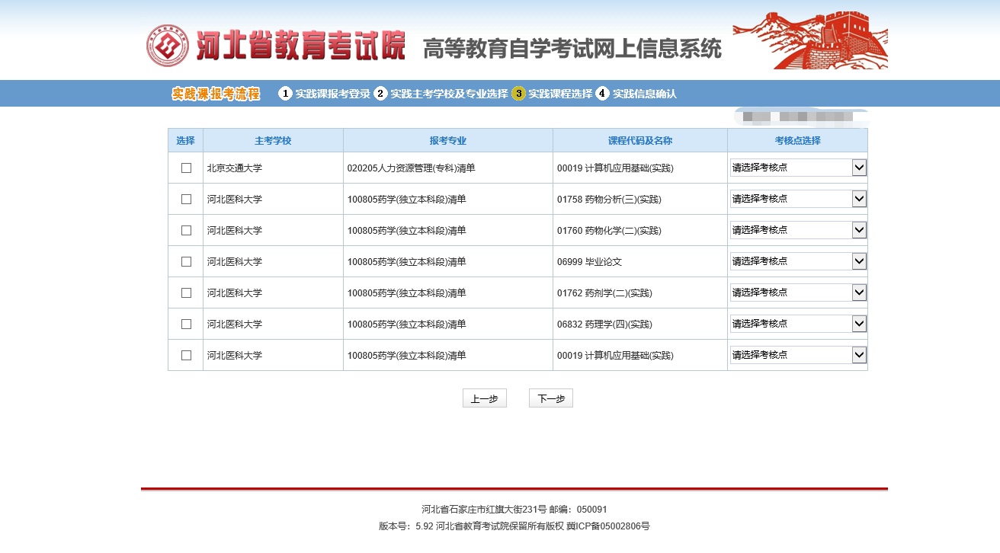 河北省教育考试院 高等教育自学考试网上信息系统
实践课报考流程 1 实践课报考登录 2 实践主考学校及专业选择 3 实践课程选择 4 实践信息确认
选择 主考学校 报考专业 课程代码及名称 考核点选择
北京交通大学 020205人力资源管理(专科)清单 00019 计算机应用基础(实践) 请选择考核点
河北医科大学 100805药学(独立本科段)清单 01758 药物分析(三)(实践) 请选择考核点
河北医科大学 100805药学(独立本科段)清单 01760 药物化学(二)(实践) 请选择考核点
河北医科大学 100805药学(独立本科段)清单 06999 毕业论文 请选择考核点
河北医科大学 100805药学(独立本科段)清单 01762 药剂学(二)(实践) 请选择考核点
河北医科大学 100805药学(独立本科段)清单 06832 药理学(四)(实践) 请选择考核点
河北医科大学 100805药学(独立本科段)清单 00019 计算机应用基础(实践) 请选择考核点
上一步 下一步
河北省石家庄市红旗大街231号 邮编：050091
版本号：5.92 河北省教育考试院保留所有版权 冀ICP备05002806号